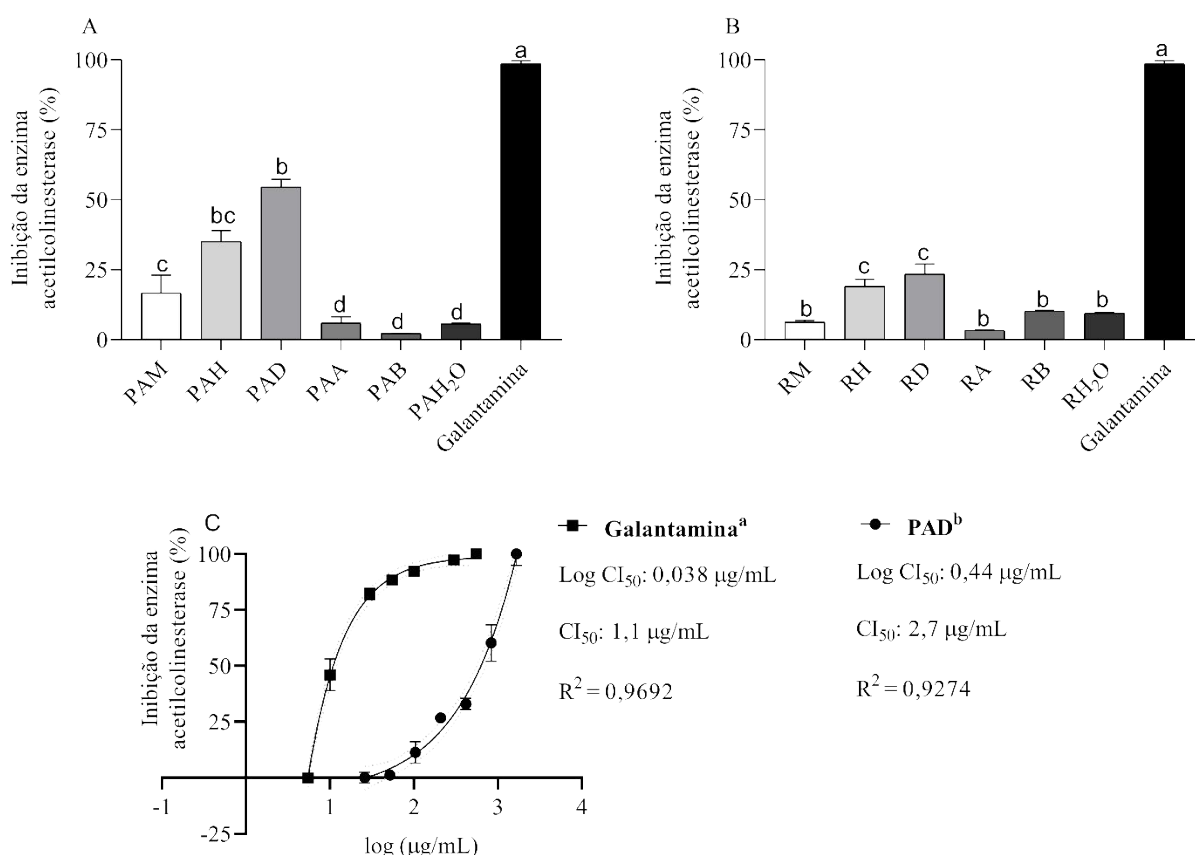 A
Inibição da enzima
acetilcolinesterase (%)
100
75
50
25
0
c
bc
b
d
d
d
a
PAM
PAH
PAD
PAA
PAB
PAH₂O
Galantamina
B
Inibição da enzima
acetilcolinesterase (%)
100
75
50
25
0
b
c
c
b
b
b
a
RM
RH
RD
RA
RB
RH₂O
Galantamina
C
Inibição da enzima
acetilcolinesterase (%)
100
75
50
25
-25
-1
1
2
3
4
log (µg/mL)
Galantaminaᵃ
Log CI₅₀: 0,038 µg/mL
CI₅₀: 1,1 µg/mL
R² = 0,9692
PADᵇ
Log CI₅₀: 0,44 µg/mL
CI₅₀: 2,7 µg/mL
R² = 0,9274